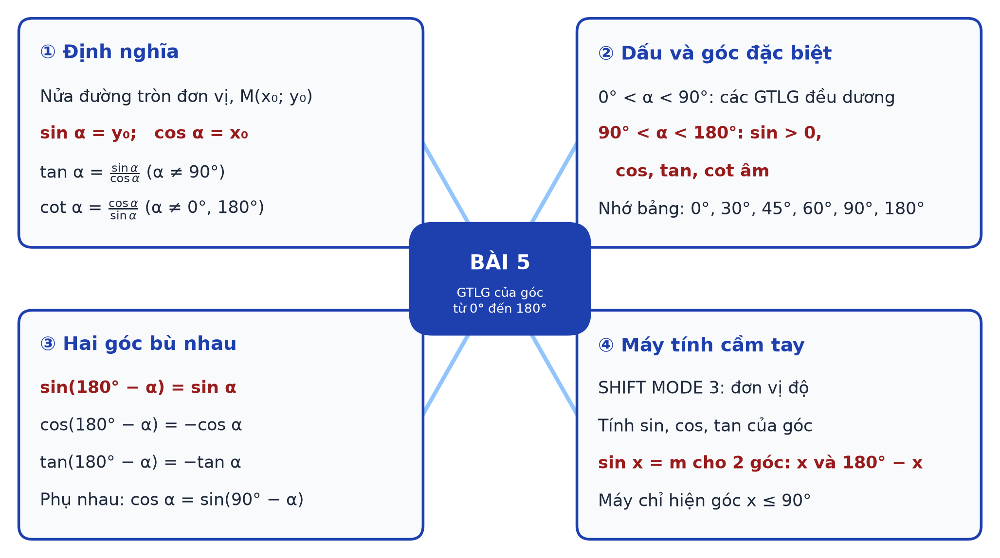 ① Định nghĩa
Nửa đường tròn đơn vị, M(x₀; y₀)
sin α = y₀;   cos α = x₀
tan α = sin α/cos α (α ≠ 90°)
cot α = cos α/sin α (α ≠ 0°, 180°)
② Dấu và góc đặc biệt
0° < α < 90°: các GTLG đều dương
90° < α < 180°: sin > 0,
cos, tan, cot âm
Nhớ bảng: 0°, 30°, 45°, 60°, 90°, 180°
BÀI 5
GTLG của góc
từ 0° đến 180°
③ Hai góc bù nhau
sin(180° − α) = sin α
cos(180° − α) = −cos α
tan(180° − α) = −tan α
Phụ nhau: cos α = sin(90° − α)
④ Máy tính cầm tay
SHIFT MODE 3: đơn vị độ
Tính sin, cos, tan của góc
sin x = m cho 2 góc: x và 180° − x
Máy chỉ hiện góc x ≤ 90°